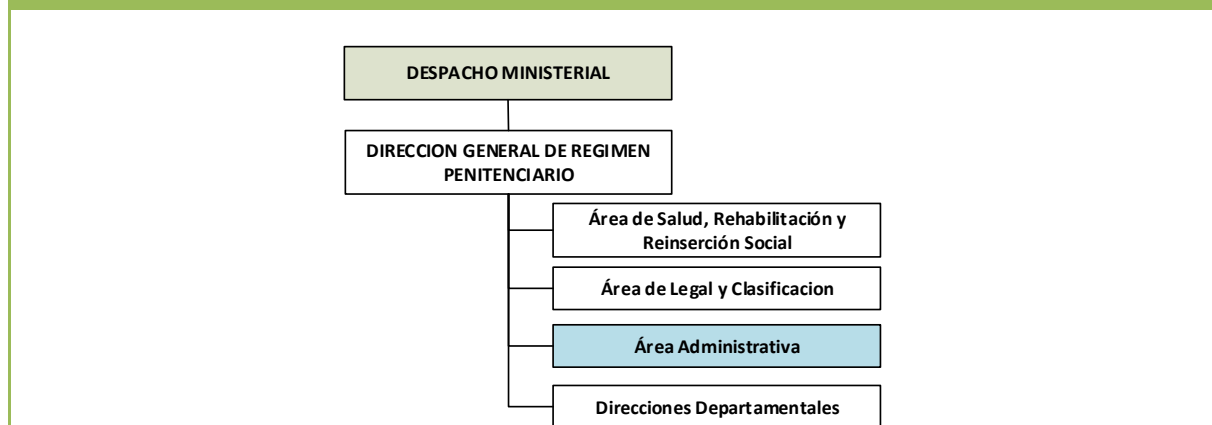 DESPACHO MINISTERIAL
DIRECCION GENERAL DE REGIMEN
PENITENCIARIO
Área de Salud, Rehabilitación y
Reinserción Social
Área de Legal y Clasificacion
Área Administrativa
Direcciones Departamentales